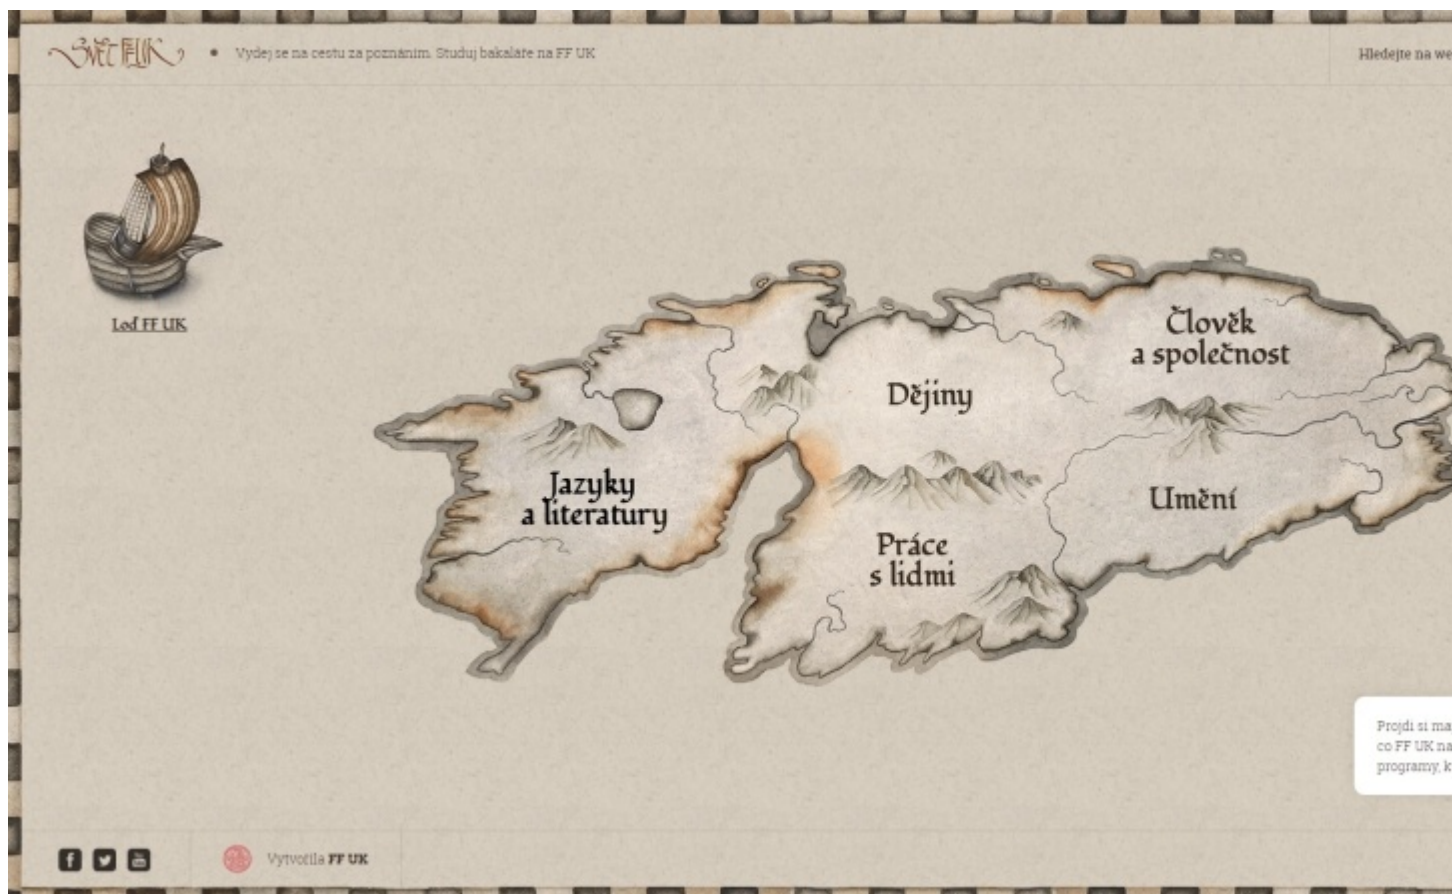 SVĚT FF UK
Vydej se na cestu za poznáním. Studuj bakaláře na FF UK
Hledejte na we
Loď FF UK
Člověk
a společnost
Dějiny
Jazyky
a literatury
Umění
Práce
s lidmi
Projdi si ma
co FF UK na
programy, k
Vytvořila FF UK